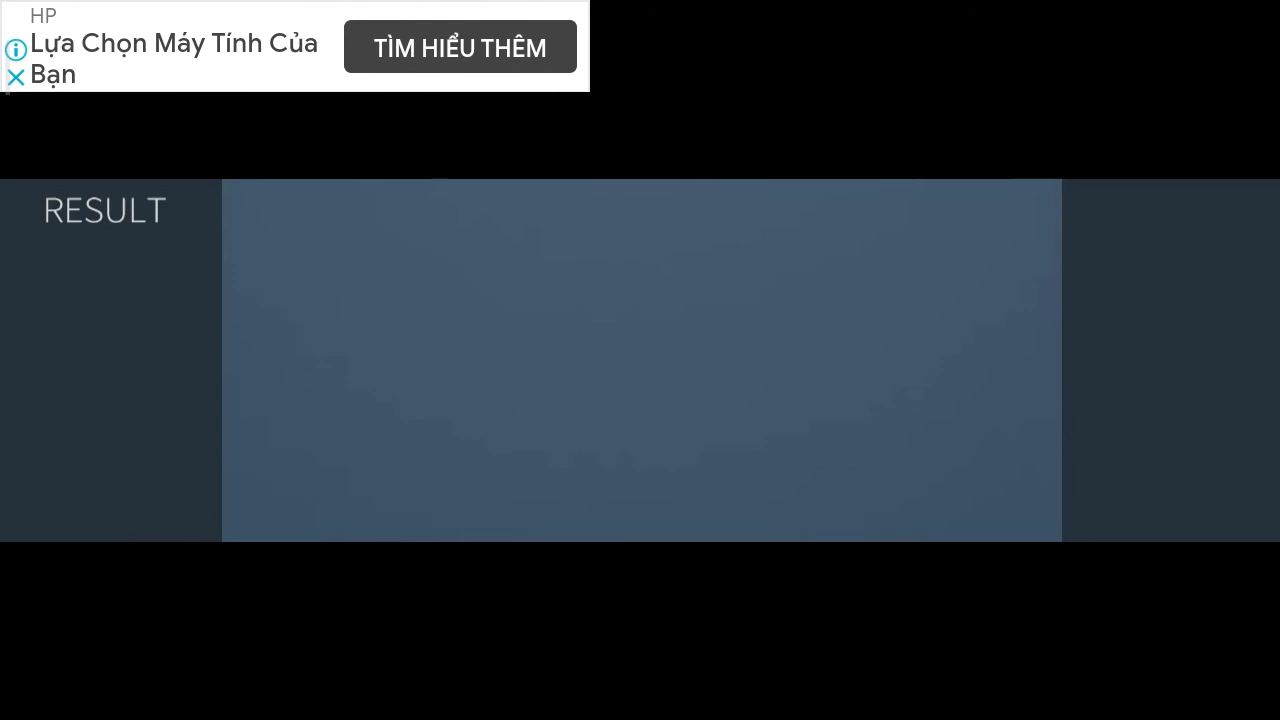 HP
Lựa Chọn Máy Tính Của
Bạn
TÌM HIỂU THÊM
RESULT